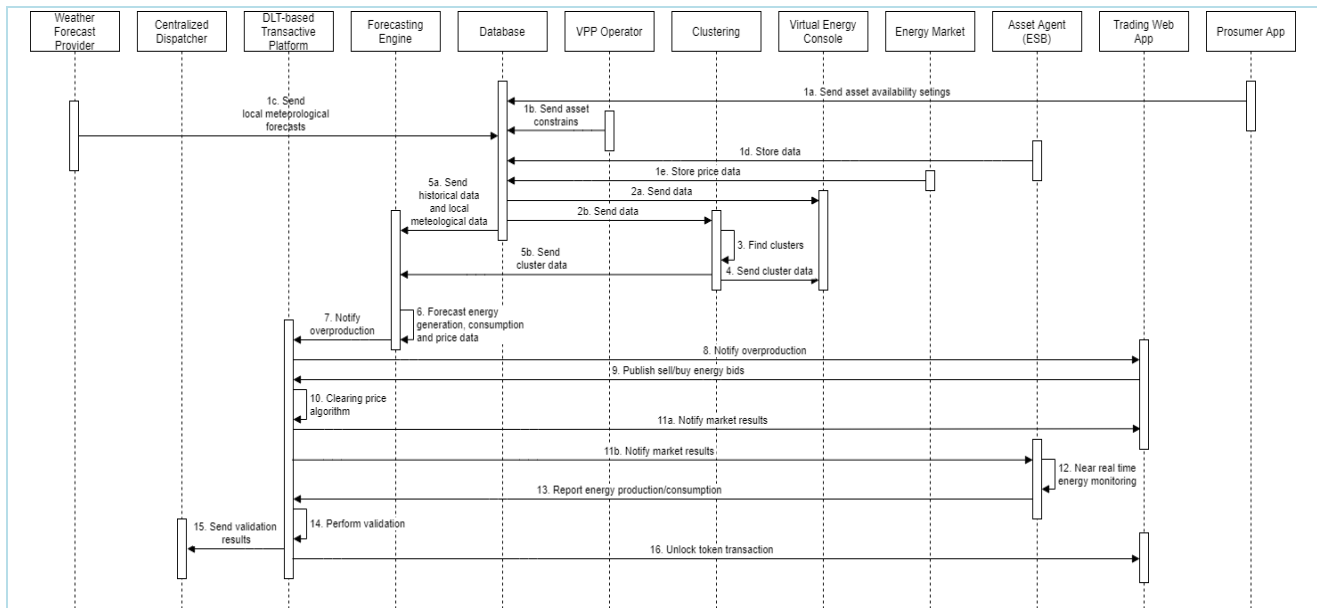 Weather
Forecast
Provider
Centralized
Dispatcher
DLT-based
Transactive
Platform
Forecasting
Engine
Database
VPP Operator
Clustering
Virtual Energy
Console
Energy Market
Asset Agent
(ESB)
Trading Web
App
Prosumer App
1a. Send asset availability setings
1c. Send
local meteprological
forecasts
1b. Send asset
constrains
1d. Store data
1e. Store price data
5a. Send
historical data
and local
meteological data
2a. Send data
2b. Send data
3. Find clusters
5b. Send
cluster data
4. Send cluster data
6. Forecast energy
generation, consumption
and price data
7. Notify
overproduction
8. Notify overproduction
9. Publish sell/buy energy bids
10. Clearing price
algorithm
11a. Notify market results
11b. Notify market results
12. Near real time
energy monitoring
13. Report energy production/consumption
14. Perform validation
15. Send validation
results
16. Unlock token transaction